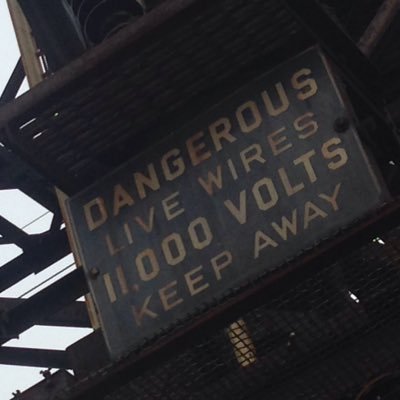 DANGEROUS
LIVE WIRES
11,000 VOLTS
KEEP AWAY